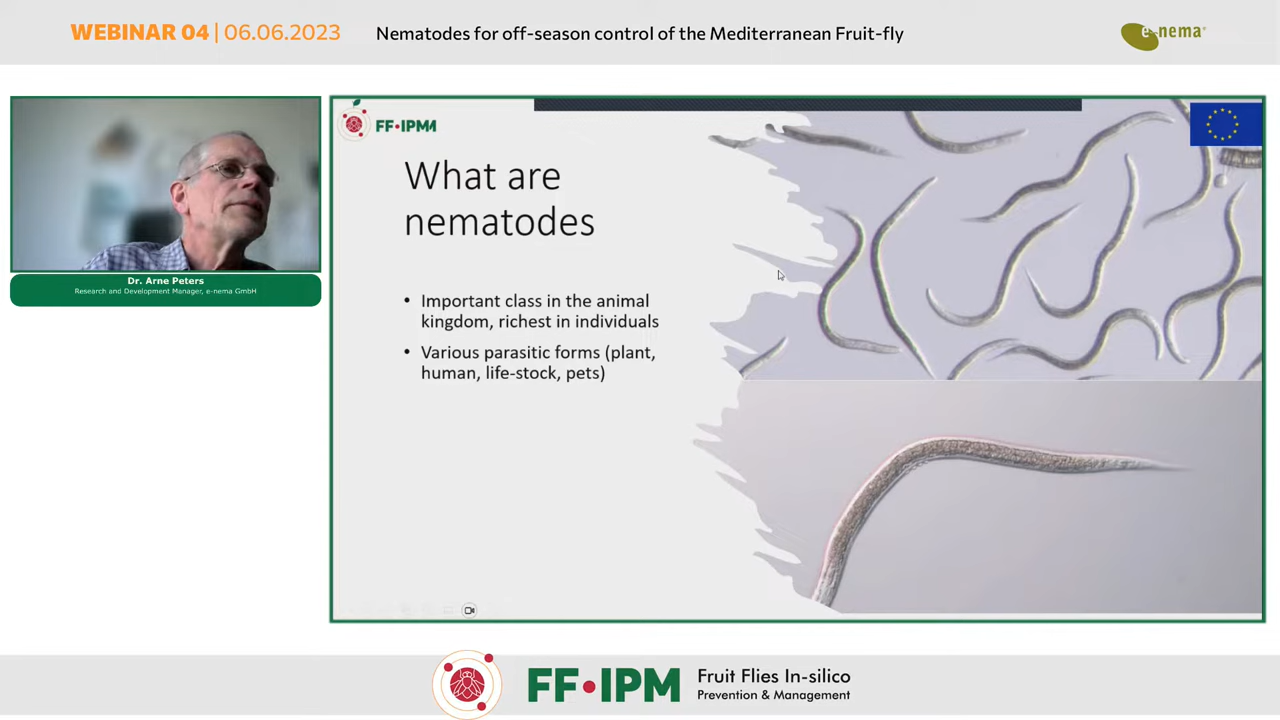 WEBINAR 04 | 06.06.2023
Nematodes for off-season control of the Mediterranean Fruit-fly
e-nema®
FF·IPM
What are
nematodes
• Important class in the animal
kingdom, richest in individuals
• Various parasitic forms (plant,
human, life-stock, pets)
Dr. Arne Peters
Research and Development Manager, e-nema GmbH
FF·IPM
Fruit Flies In-silico
Prevention & Management